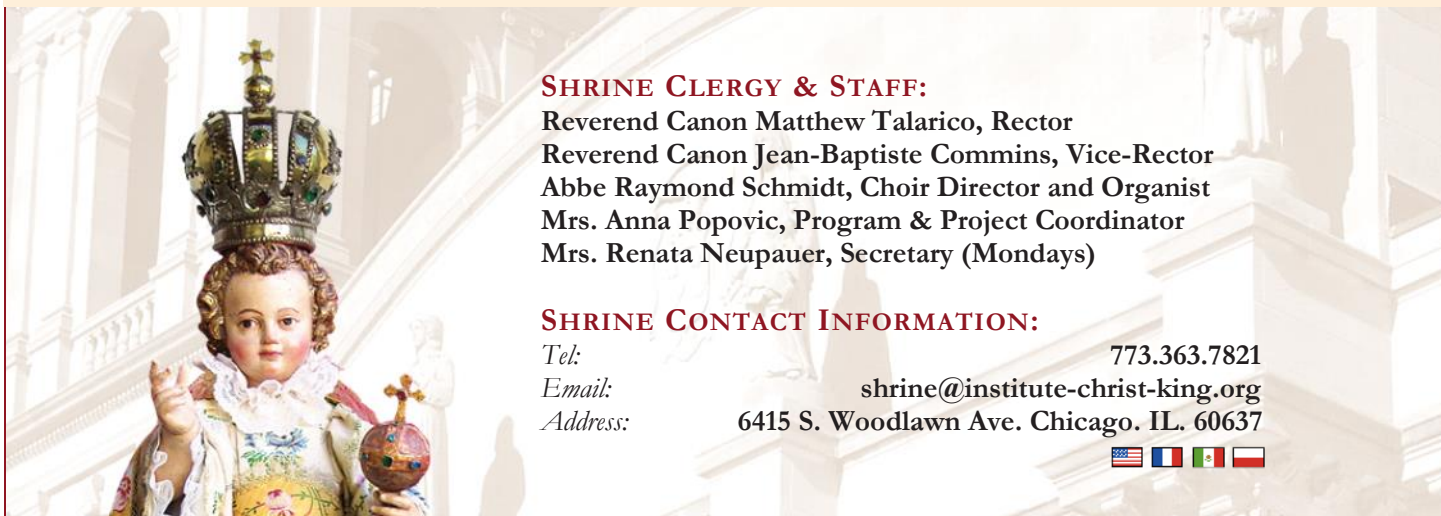 SHRINE CLERGY & STAFF:
Reverend Canon Matthew Talarico, Rector
Reverend Canon Jean-Baptiste Commins, Vice-Rector
Abbe Raymond Schmidt, Choir Director and Organist
Mrs. Anna Popovic, Program & Project Coordinator
Mrs. Renata Neupauer, Secretary (Mondays)
SHRINE CONTACT INFORMATION:
Tel: 773.363.7821
Email: shrine@institute-christ-king.org
Address: 6415 S. Woodlawn Ave. Chicago. IL. 60637